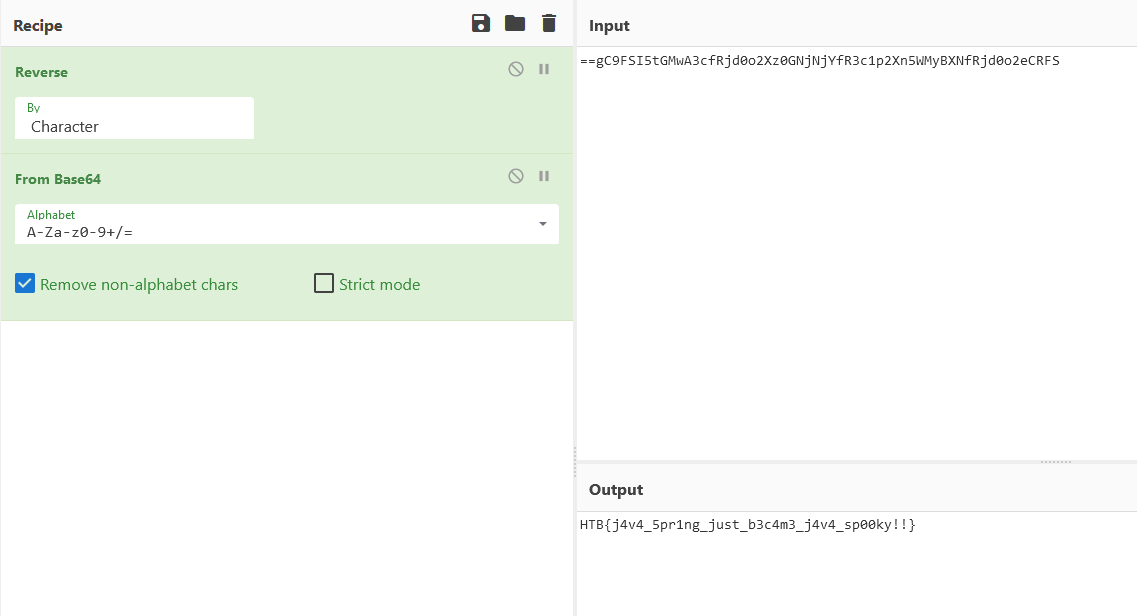 Recipe
Reverse
By
Character
From Base64
Alphabet
A-Za-z0-9+/=
Remove non-alphabet chars
Strict mode
Input
==gC9FSI5tGMwA3cfRjd0o2Xz0GNjNjYfR3c1p2Xn5WMyBXNfRjd0o2eCRFS
Output
HTB{j4v4_5pr1ng_just_b3c4m3_j4v4_sp00ky!!}